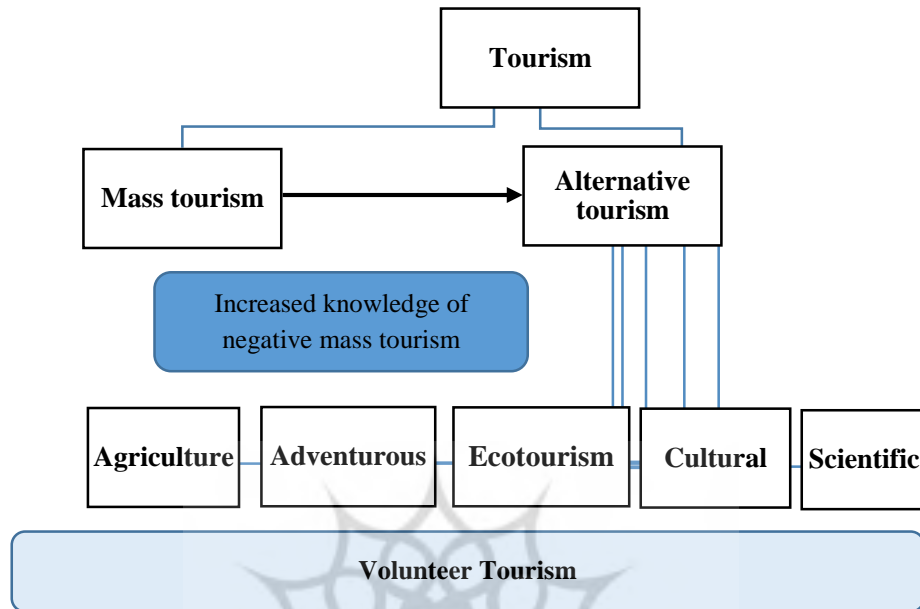 Tourism
Mass tourism
Alternative
tourism
Increased knowledge of
negative mass tourism
Agriculture
Adventurous
Ecotourism
Cultural
Scientific
Volunteer Tourism